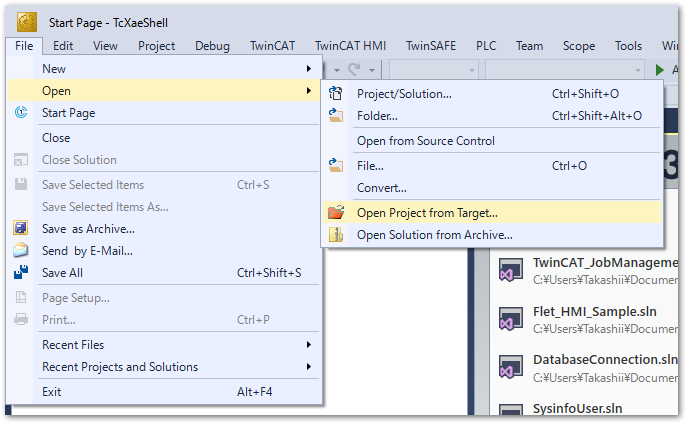 Start Page - TcXaeShell
File Edit View Project Debug TwinCAT TwinCAT HMI TwinSAFE PLC Team Scope Tools
New
Open
Start Page
Close
Close Solution
Save Selected Items Ctrl+S
Save Selected Items As...
Save as Archive...
Send by E-Mail...
Save All Ctrl+Shift+S
Page Setup...
Print... Ctrl+P
Recent Files
Recent Projects and Solutions
Exit Alt+F4
Project/Solution... Ctrl+Shift+O
Folder... Ctrl+Shift+Alt+O
Open from Source Control
File... Ctrl+O
Convert...
Open Project from Target...
Open Solution from Archive...
3
TwinCAT_JobManageme
C:¥Users¥Takashii¥Documen
Flet_HMI_Sample.sln
C:¥Users¥Takashii¥Documen
DatabaseConnection.sln
C:¥Users¥Takashii¥Documen
SysinfoUser.sln